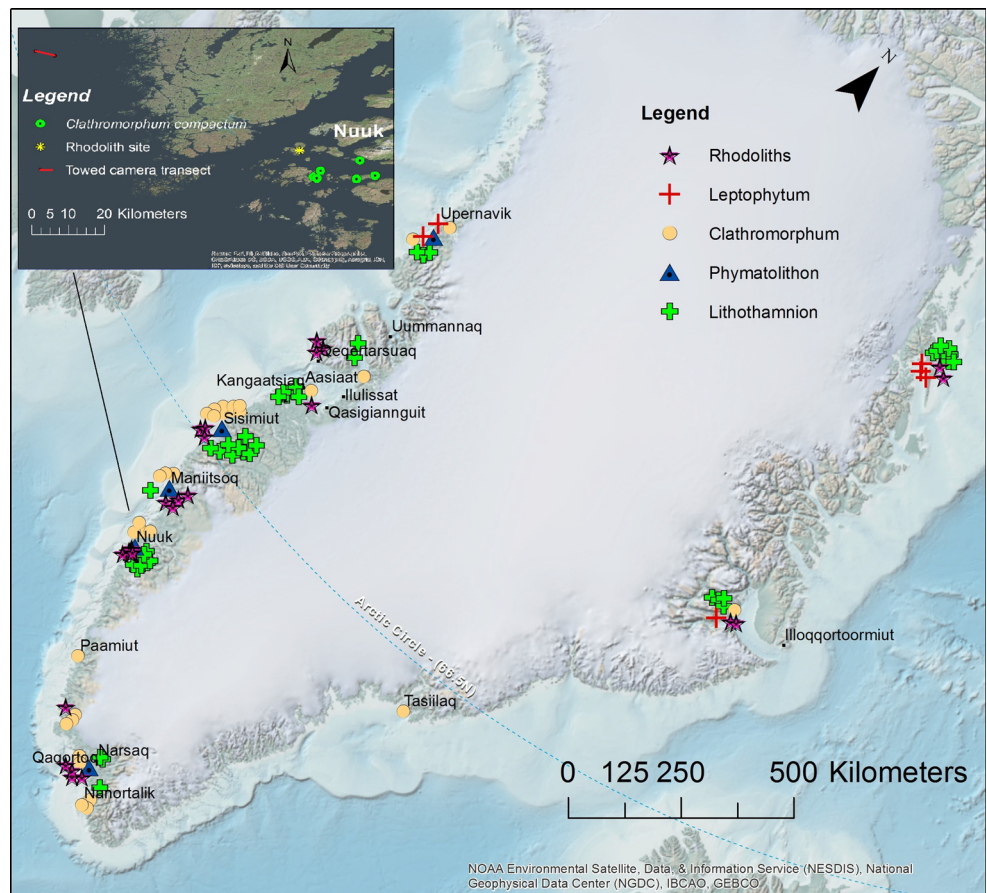 N
Legend
Clathromorphum compactum
Nuuk
Rhodolith site
Towed camera transect
0 5 10 20 Kilometers
N
Legend
Rhodoliths
Leptophytum
Clathromorphum
Phymatolithon
Lithothamnion
Upernavik
Uummannaq
Qeqertarsuaq
Kangaatsiaq
Aasiaat
Ilulissat
Qasigiannguit
Sisimiut
Maniitsoq
Nuuk
Arctic Circle - (66.5N)
Paamiut
Illoqqortoormiut
Tasiilaq
Narsaq
Qaqortoq
Nanortalik
0 125 250 500 Kilometers
NOAA Environmental Satellite, Data, & Information Service (NESDIS), National
Geophysical Data Center (NGDC), IBCAO, GEBCO